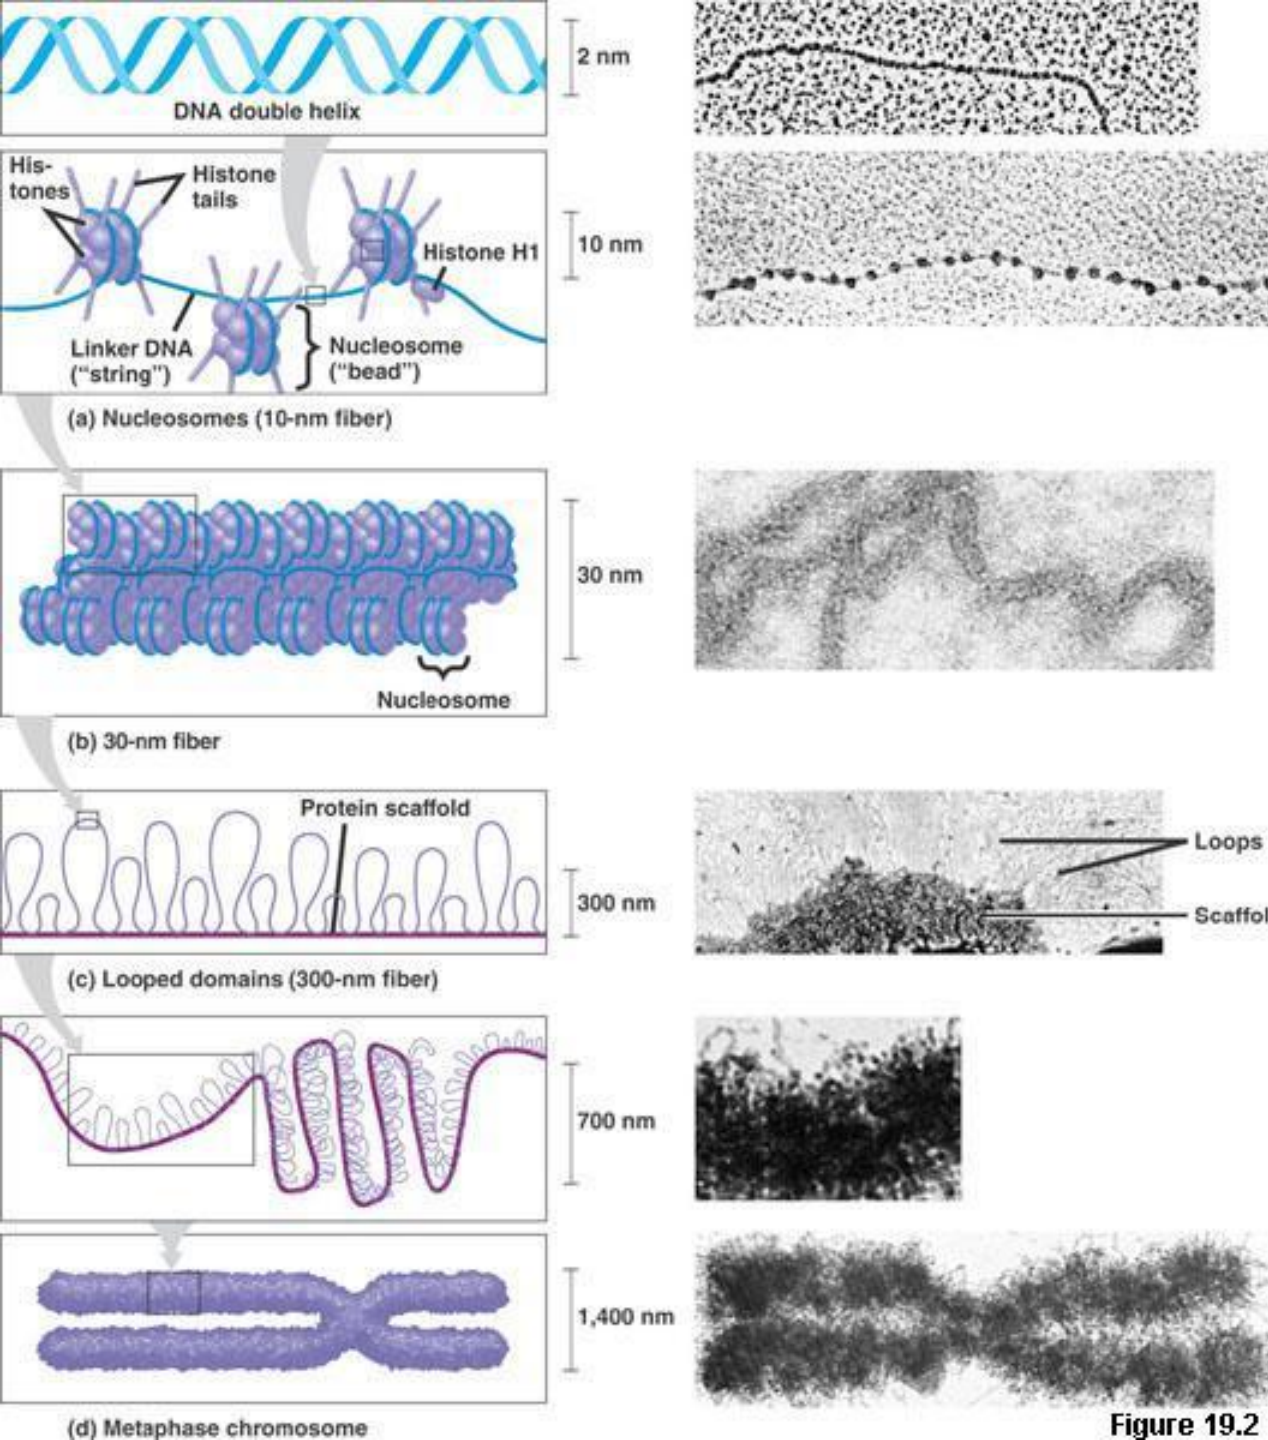 2 nm
DNA double helix
His-
tones
Histone
tails
10 nm
Histone H1
Linker DNA
(“string”)
Nucleosome
(“bead”)
(a) Nucleosomes (10-nm fiber)
30 nm
Nucleosome
(b) 30-nm fiber
Protein scaffold
300 nm
Loops
Scaffol
(c) Looped domains (300-nm fiber)
700 nm
1,400 nm
(d) Metaphase chromosome
Figure 19.2